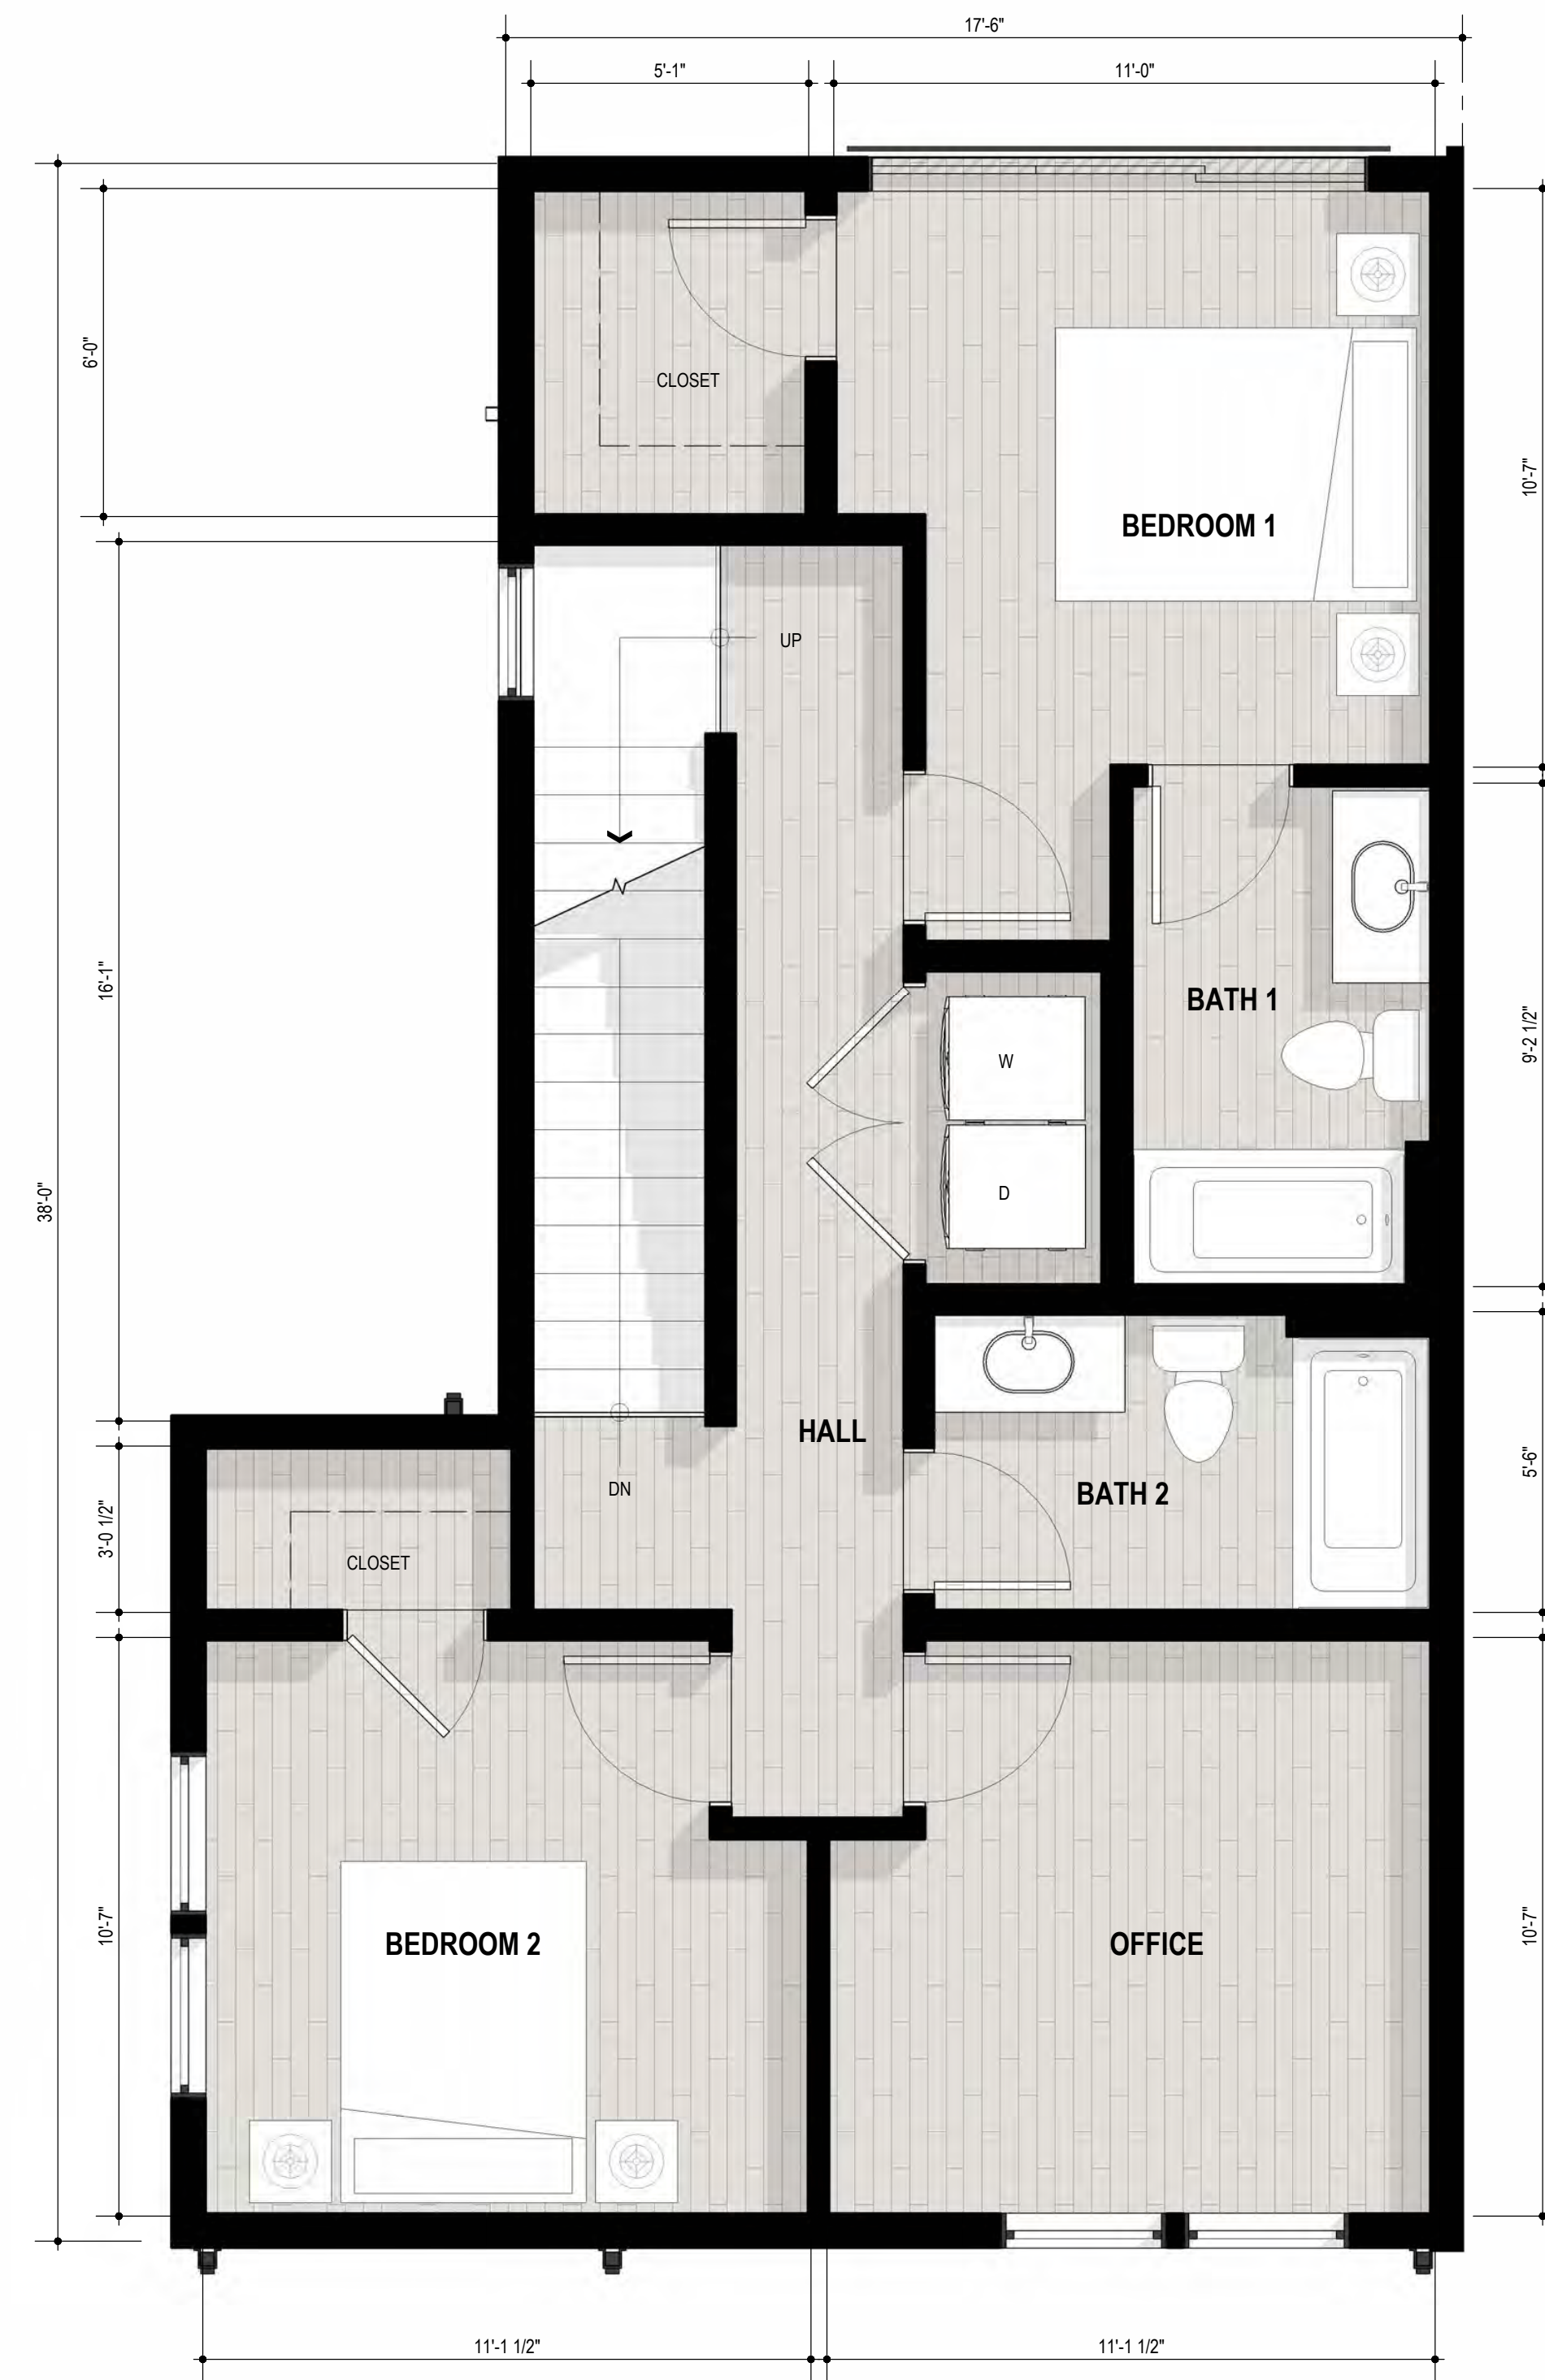 17'-6"
5'-1"
11'-0"
6'-0"
CLOSET
BEDROOM 1
10'-7"
UP
16'-1"
BATH 1
9'-2 1/2"
W
D
38'-0"
HALL
DN
BATH 2
5'-6"
3'-0 1/2"
CLOSET
BEDROOM 2
OFFICE
10'-7"
10'-7"
11'-1 1/2"
11'-1 1/2"